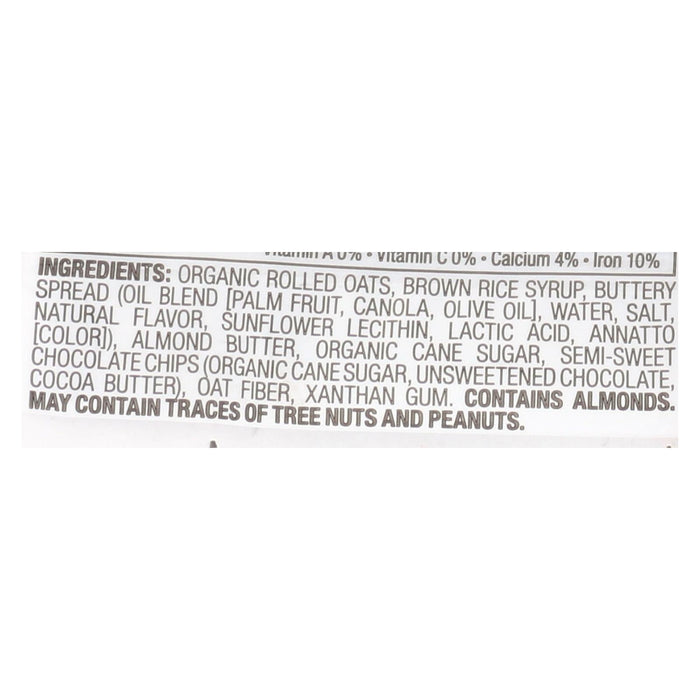 Vitamin A 0% • Vitamin C 0% • Calcium 4% • Iron 10%
INGREDIENTS: ORGANIC ROLLED OATS, BROWN RICE SYRUP, BUTTERY
SPREAD (OIL BLEND [PALM FRUIT, CANOLA, OLIVE OIL], WATER, SALT,
NATURAL FLAVOR, SUNFLOWER LECITHIN, LACTIC ACID, ANNATTO
[COLOR]), ALMOND BUTTER, ORGANIC CANE SUGAR, SEMI-SWEET
CHOCOLATE CHIPS (ORGANIC CANE SUGAR, UNSWEETENED CHOCOLATE,
COCOA BUTTER), OAT FIBER, XANTHAN GUM. CONTAINS ALMONDS.
MAY CONTAIN TRACES OF TREE NUTS AND PEANUTS.